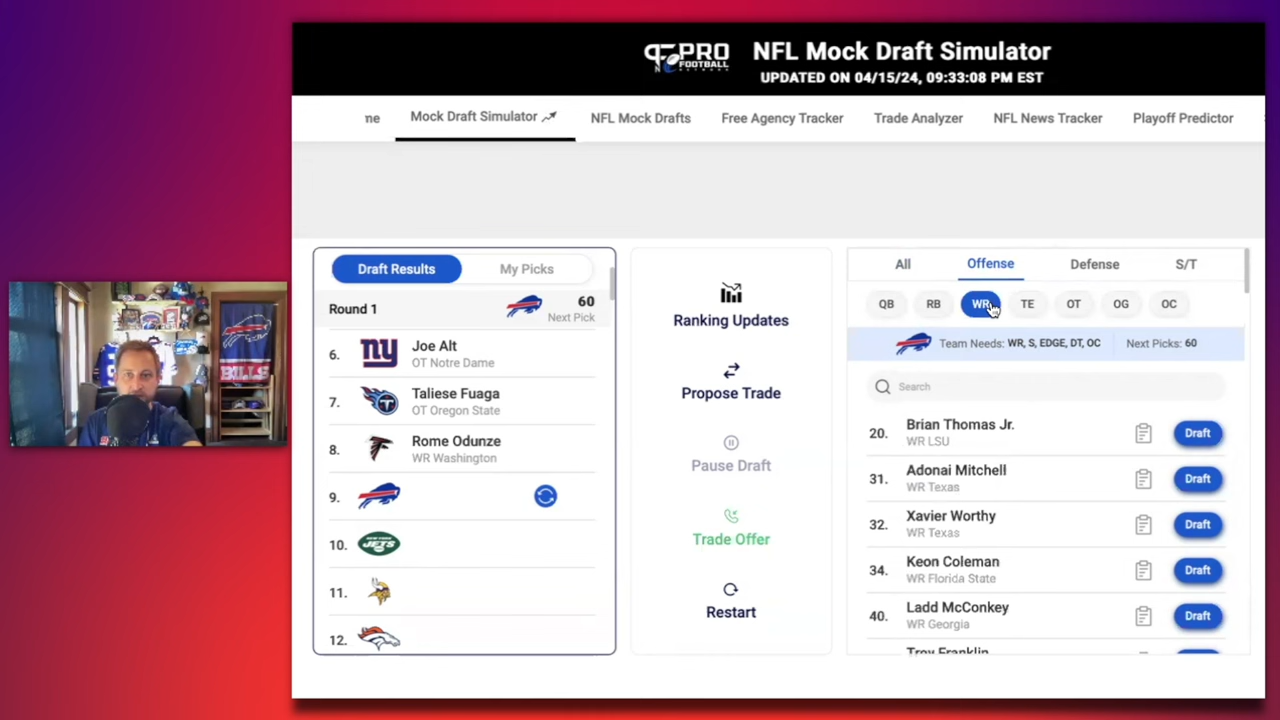 PRO
FOOTBALL
NETWORK
NFL Mock Draft Simulator
UPDATED ON 04/15/24, 09:33:08 PM EST
me
Mock Draft Simulator
NFL Mock Drafts
Free Agency Tracker
Trade Analyzer
NFL News Tracker
Playoff Predictor
Draft Results
My Picks
Round 1
60
Next Pick
6.
ny
Joe Alt
OT Notre Dame
7.
Taliese Fuaga
OT Oregon State
8.
Rome Odunze
WR Washington
9.
10.
JETS
11.
12.
Ranking Updates
Propose Trade
Pause Draft
Trade Offer
Restart
All
Offense
Defense
S/T
QB
RB
WR
TE
OT
OG
OC
Team Needs: WR, S, EDGE, DT, OC
Next Picks: 60
Search
20.
Brian Thomas Jr.
WR LSU
Draft
31.
Adonai Mitchell
WR Texas
Draft
32.
Xavier Worthy
WR Texas
Draft
34.
Keon Coleman
WR Florida State
Draft
40.
Ladd McConkey
WR Georgia
Draft
Troy Franklin
BILLS